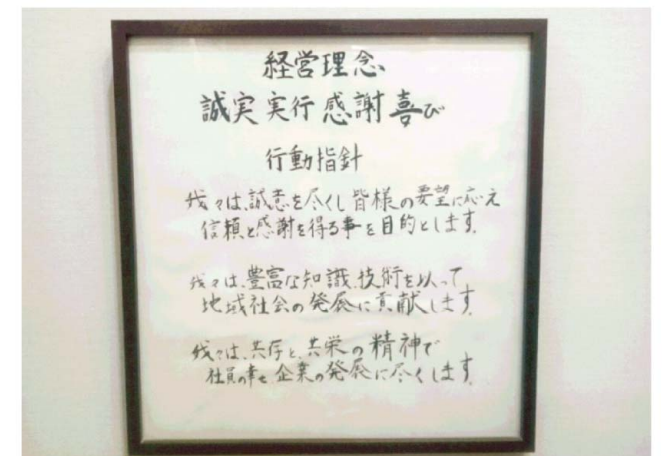 経営理念
誠実実行感謝喜び
行動指針
我々は、誠意を尽くし皆様の要望に応え
信頼と感謝を得る事を目的とします。
我々は、豊富な知識、技術を以って
地域社会の発展に貢献します。
我々は、共存と、共栄の精神で
社員の幸せ、企業の発展に尽くします。